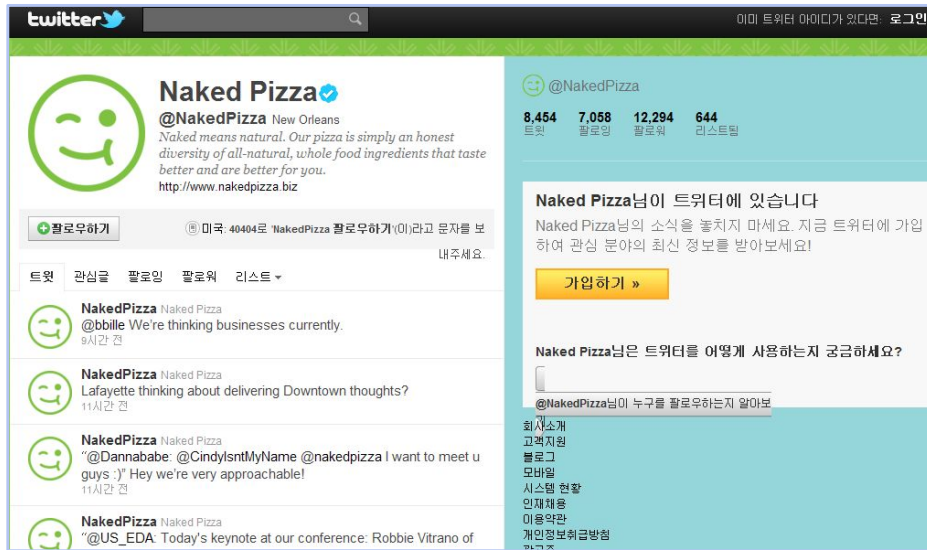 twitter
이미 트위터 아이디가 있다면: 로그인
Naked Pizza
@NakedPizza New Orleans
Naked means natural. Our pizza is simply an honest
diversity of all-natural, whole food ingredients that taste
better and are better for you.
http://www.nakedpizza.biz
팔로우하기
미국: 40404로 'NakedPizza 팔로우하기'(이)라고 문자를 보
내주세요.
트윗 관심글 팔로잉 팔로워 리스트
NakedPizza Naked Pizza
@bbille We're thinking businesses currently.
9시간 전
NakedPizza Naked Pizza
Lafayette thinking about delivering Downtown thoughts?
11시간 전
NakedPizza Naked Pizza
"@Dannababe: @CindyIsntMyName @nakedpizza I want to meet u
guys :)" Hey we're very approachable!
11시간 전
NakedPizza Naked Pizza
"@US_EDA: Today's keynote at our conference: Robbie Vitrano of
@NakedPizza
8,454 7,058 12,294 644
트윗 팔로잉 팔로워 리스트됨
Naked Pizza님이 트위터에 있습니다
Naked Pizza님의 소식을 놓치지 마세요. 지금 트위터에 가입
하여 관심 분야의 최신 정보를 받아보세요!
가입하기 »
Naked Pizza님은 트위터를 어떻게 사용하는지 궁금하세요?
@NakedPizza님이 누구를 팔로우하는지 알아보
회사소개
고객지원
블로그
모바일
시스템 현황
인재채용
이용약관
개인정보취급방침